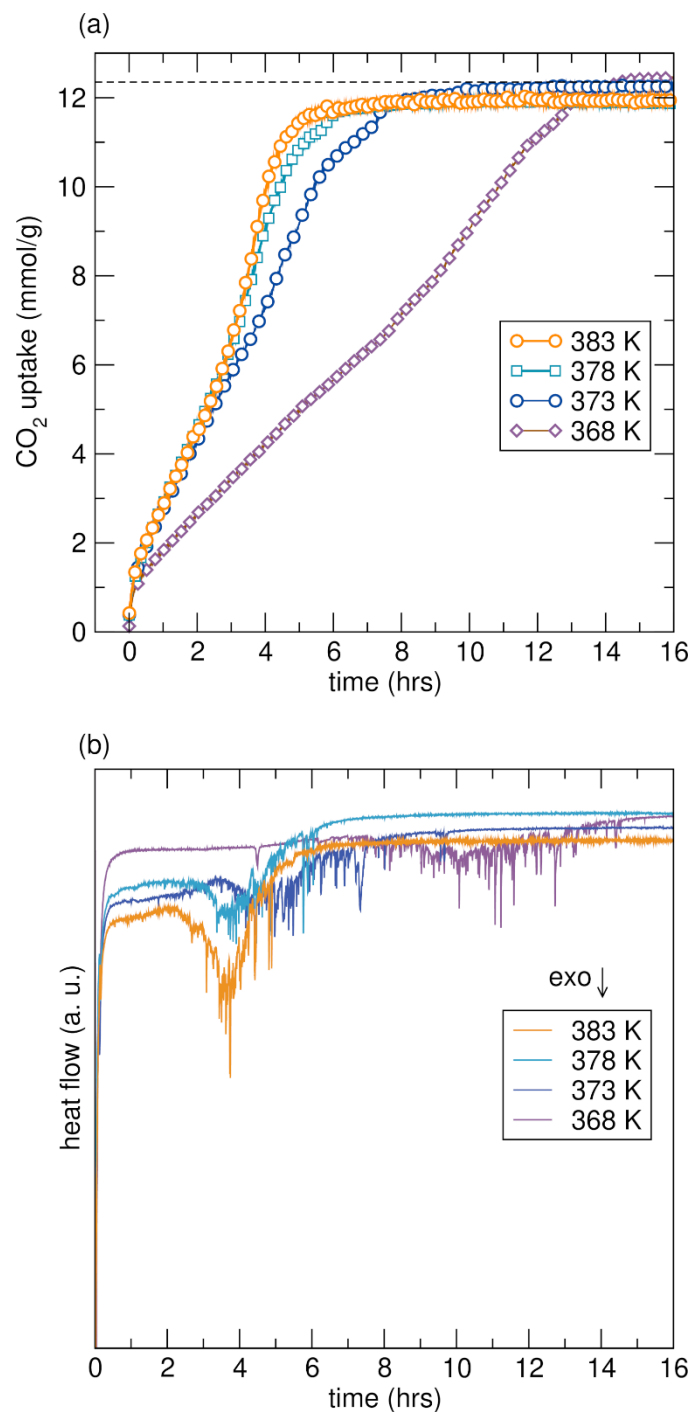 (a)
12
10
8
6
4
2
0
CO₂ uptake (mmol/g)
383 K
378 K
373 K
368 K
0 2 4 6 8 10 12 14 16
time (hrs)
(b)
heat flow (a. u.)
exo ↓
383 K
378 K
373 K
368 K
0 2 4 6 8 10 12 14 16
time (hrs)